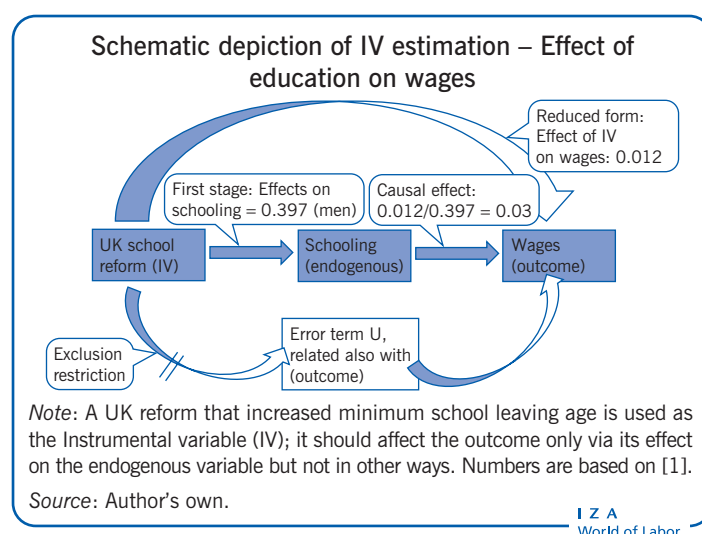 Schematic depiction of IV estimation – Effect of
education on wages
Reduced form:
Effect of IV
on wages: 0.012
First stage: Effects on
schooling = 0.397 (men)
Causal effect:
0.012/0.397 = 0.03
UK school
reform (IV)
Schooling
(endogenous)
Wages
(outcome)
Exclusion
restriction
Error term U,
related also with
(outcome)
Note: A UK reform that increased minimum school leaving age is used as
the Instrumental variable (IV); it should affect the outcome only via its effect
on the endogenous variable but not in other ways. Numbers are based on [1].
Source: Author's own.
I Z A
World of Labor